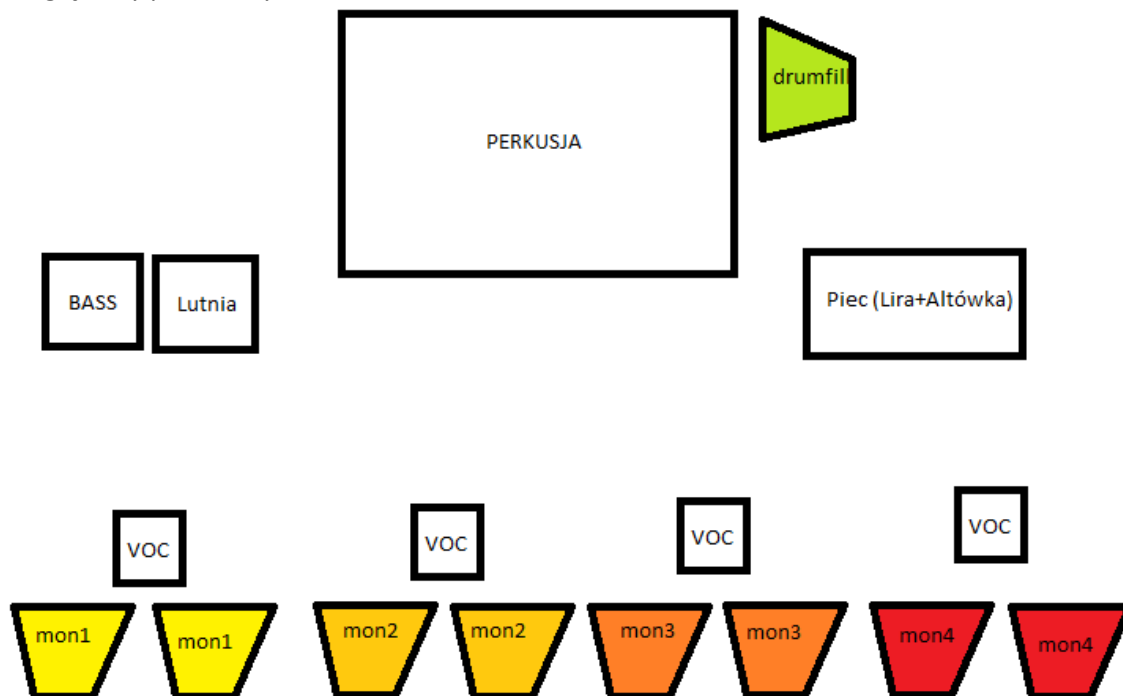 drumfill
PERKUSJA
BASS
Lutnia
Piec (Lira+Altówka)
VOC
VOC
VOC
VOC
mon1
mon1
mon2
mon2
mon3
mon3
mon4
mon4